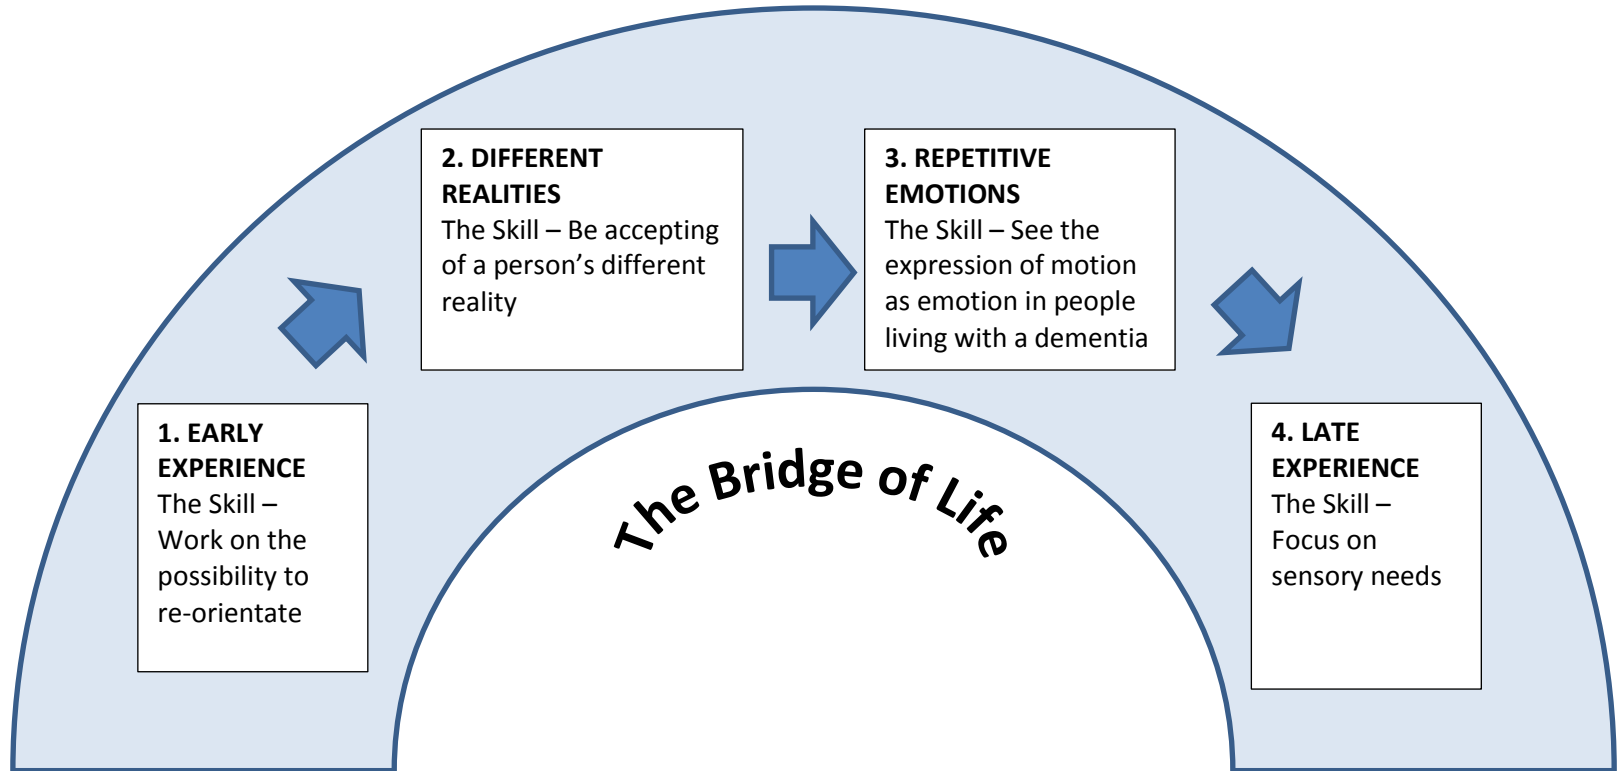 2. DIFFERENT
REALITIES
The Skill – Be accepting
of a person’s different
reality
3. REPETITIVE
EMOTIONS
The Skill – See the
expression of motion
as emotion in people
living with a dementia
1. EARLY
EXPERIENCE
The Skill –
Work on the
possibility to
re-orientate
4. LATE
EXPERIENCE
The Skill –
Focus on
sensory needs
The Bridge of Life